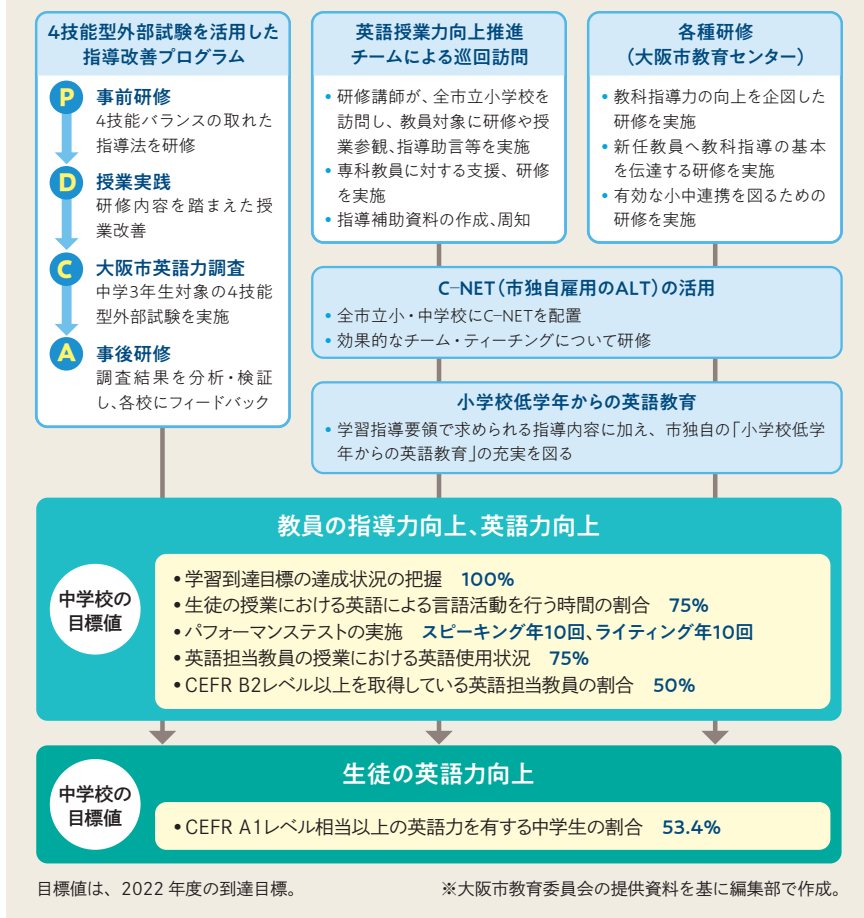 4技能型外部試験を活用した
指導改善プログラム
P 事前研修
4技能バランスの取れた
指導法を研修
D 授業実践
研修内容を踏まえた授
業改善
C 大阪市英語力調査
中学3年生対象の4技能
型外部試験を実施
A 事後研修
調査結果を分析・検証
し、各校にフィードバック
英語授業力向上推進
チームによる巡回訪問
• 研修講師が、全市立小学校を
訪問し、教員対象に研修や授
業参観、指導助言等を実施
• 専科教員に対する支援、研修
を実施
• 指導補助資料の作成、周知
各種研修
（大阪市教育センター）
• 教科指導力の向上を企図した
研修を実施
• 新任教員へ教科指導の基本
を伝達する研修を実施
• 有効な小中連携を図るための
研修を実施
C-NET（市独自雇用のALT）の活用
• 全市立小・中学校にC-NETを配置
• 効果的なチーム・ティーチングについて研修
小学校低学年からの英語教育
• 学習指導要領で求められる指導内容に加え、市独自の「小学校低学
年からの英語教育」の充実を図る
教員の指導力向上、英語力向上
中学校の
目標値
• 学習到達目標の達成状況の把握 100%
• 生徒の授業における英語による言語活動を行う時間の割合 75%
• パフォーマンステストの実施 スピーキング年10回、ライティング年10回
• 英語担当教員の授業における英語使用状況 75%
• CEFR B2レベル以上を取得している英語担当教員の割合 50%
生徒の英語力向上
中学校の
目標値
• CEFR A1レベル相当以上の英語力を有する中学生の割合 53.4%
目標値は、2022年度の到達目標。
※大阪市教育委員会の提供資料を基に編集部で作成。